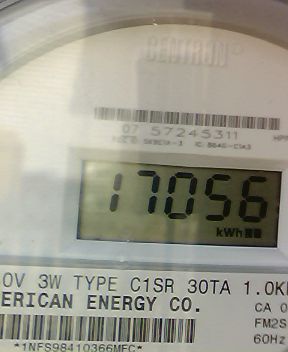 CENTRON®
07 57245311
17056
kWh
0V 3W TYPE C1SR 30TA 1.0K
ERICAN ENERGY CO.
CA 0
FM2S
60Hz
*1NFS98410366MEC*